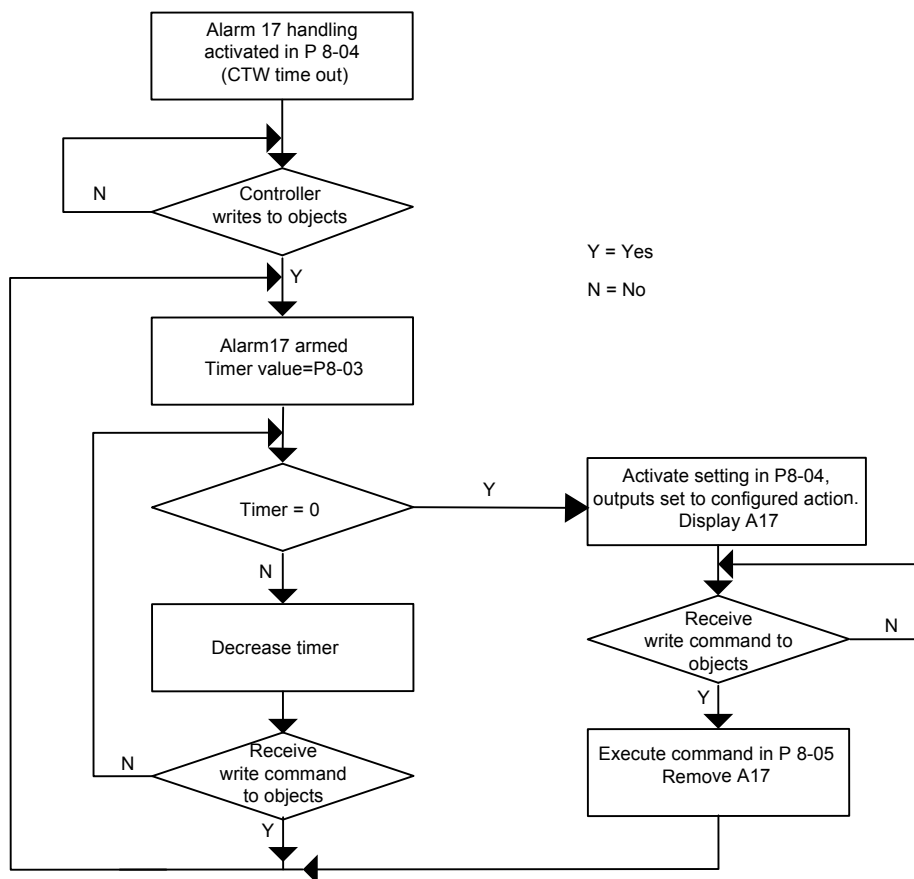 Alarm 17 handling
activated in P 8-04
(CTW time out)
N
Controller
writes to objects
Y = Yes
N = No
Y
Alarm17 armed
Timer value=P8-03
Timer = 0
Y
Activate setting in P8-04,
outputs set to configured action.
Display A17
N
Decrease timer
Receive
write command to
objects
N
Y
N
Receive
write command
to objects
Execute command in P 8-05
Remove A17
Y